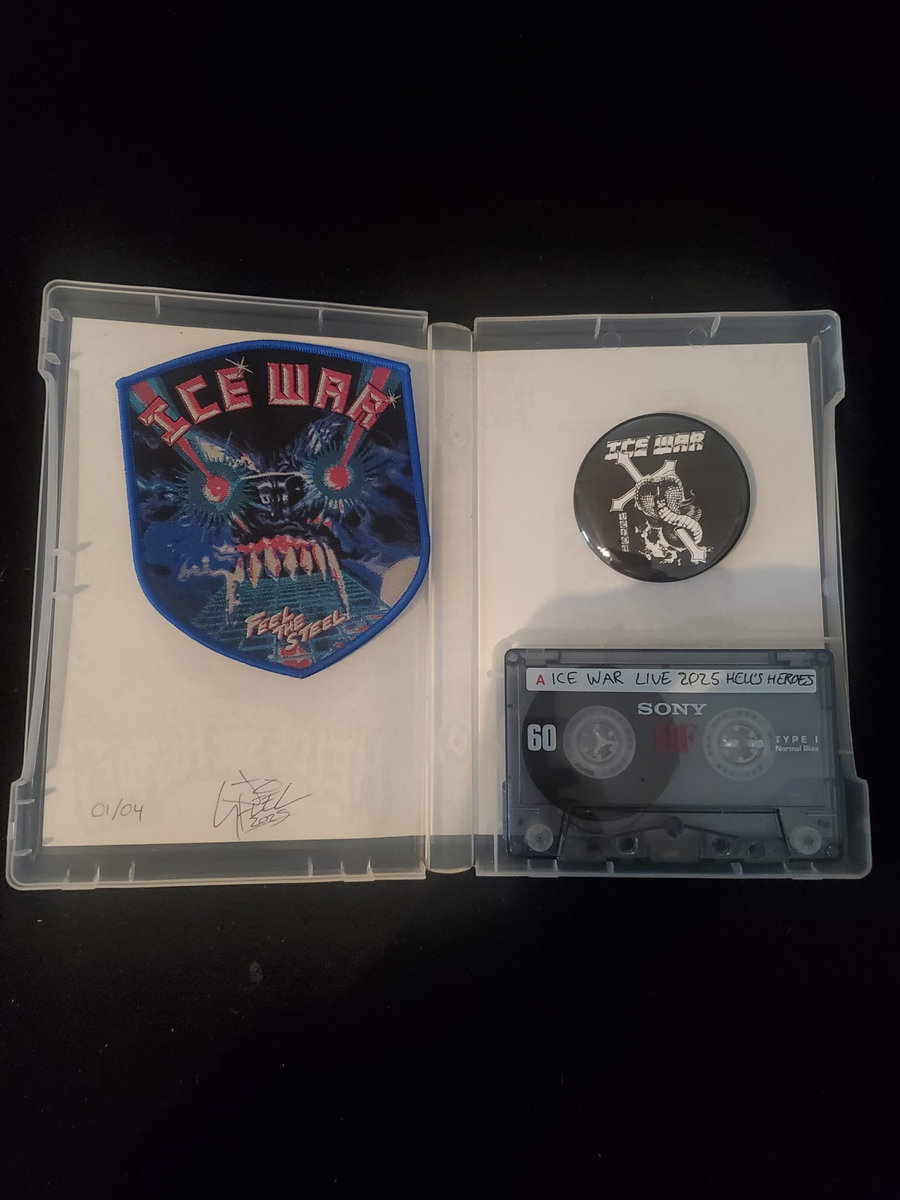 ICE WAR
FEEL
THE
STEEL
01/04
2025
ICE WAR
A ICE WAR LIVE 2025 HELL'S HEROES
SONY
60
HF
TYPE I
Normal Bias